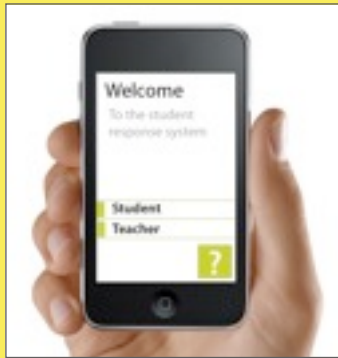 Welcome
To the student
response system
Student
Teacher
?